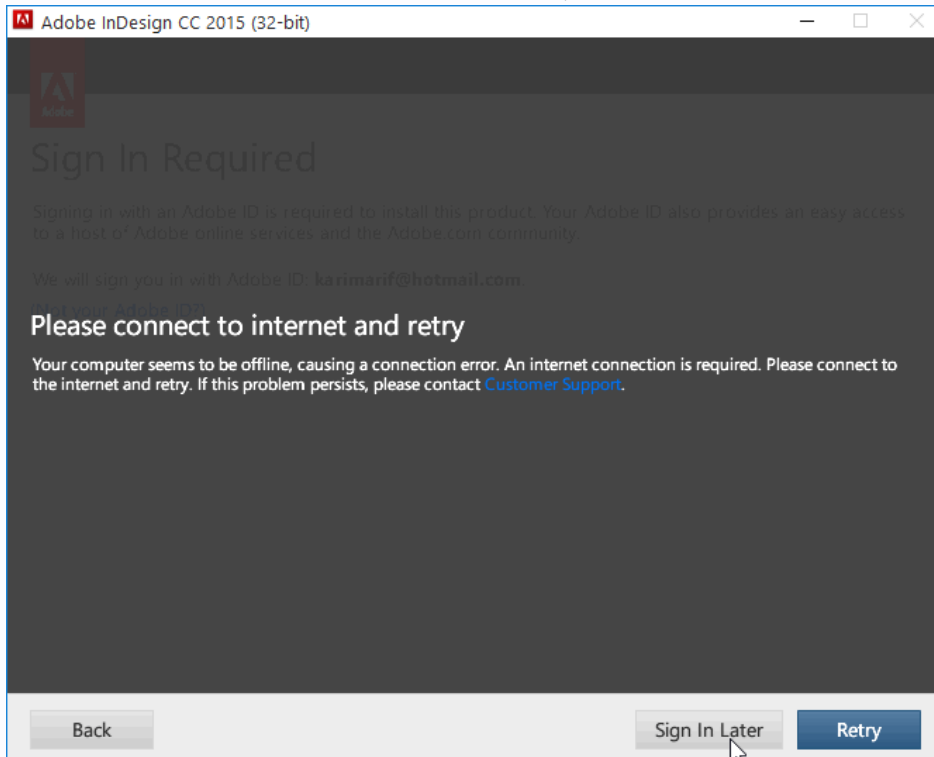 Adobe InDesign CC 2015 (32-bit)
Adobe
Sign In Required
Signing in with an Adobe ID is required to install this product. Your Adobe ID also provides an easy access
to a host of Adobe online services and the Adobe.com community.
We will sign you in with Adobe ID: karimarif@hotmail.com.
(Not your Adobe ID?)
Please connect to internet and retry
Your computer seems to be offline, causing a connection error. An internet connection is required. Please connect to
the internet and retry. If this problem persists, please contact Customer Support.
Back
Sign In Later
Retry